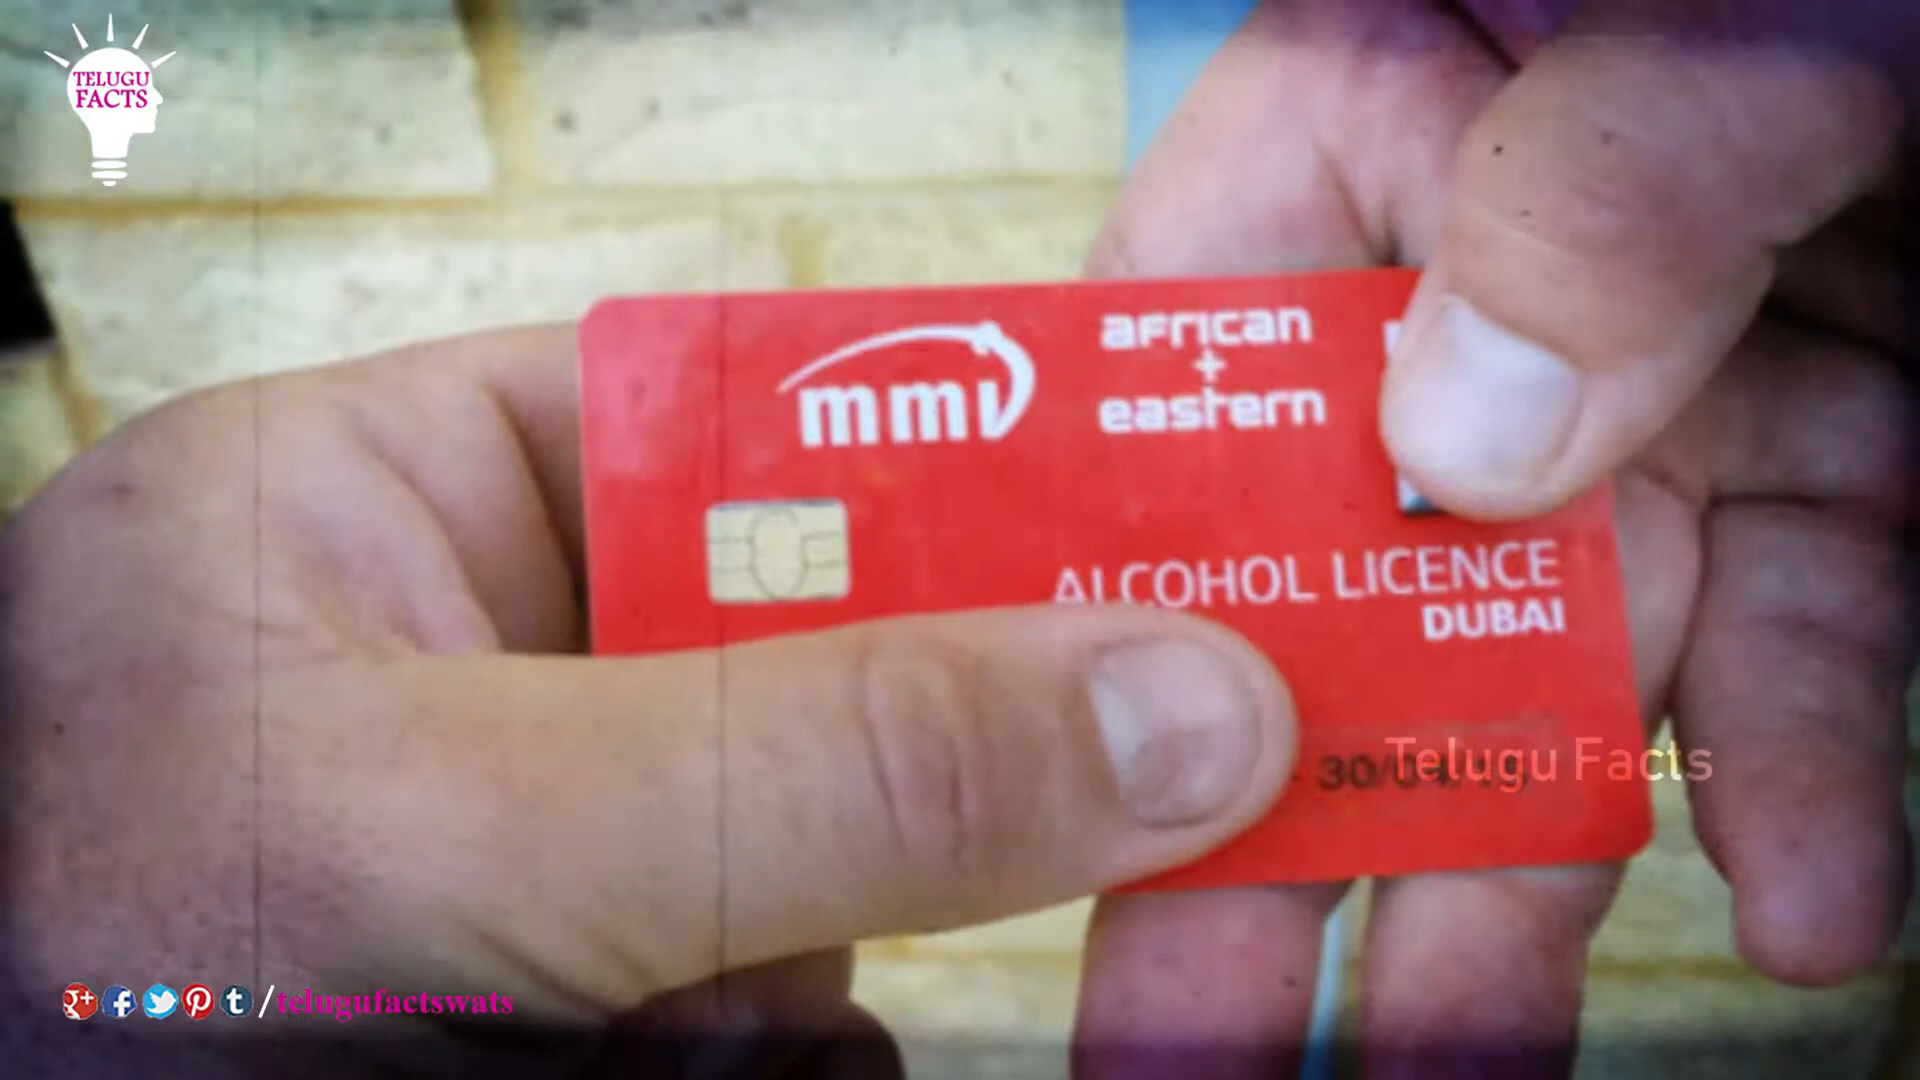 TELUGU
FACTS
mmi
african
+
eastern
ALCOHOL LICENCE
DUBAI
Telugu Facts
/telugufactswats